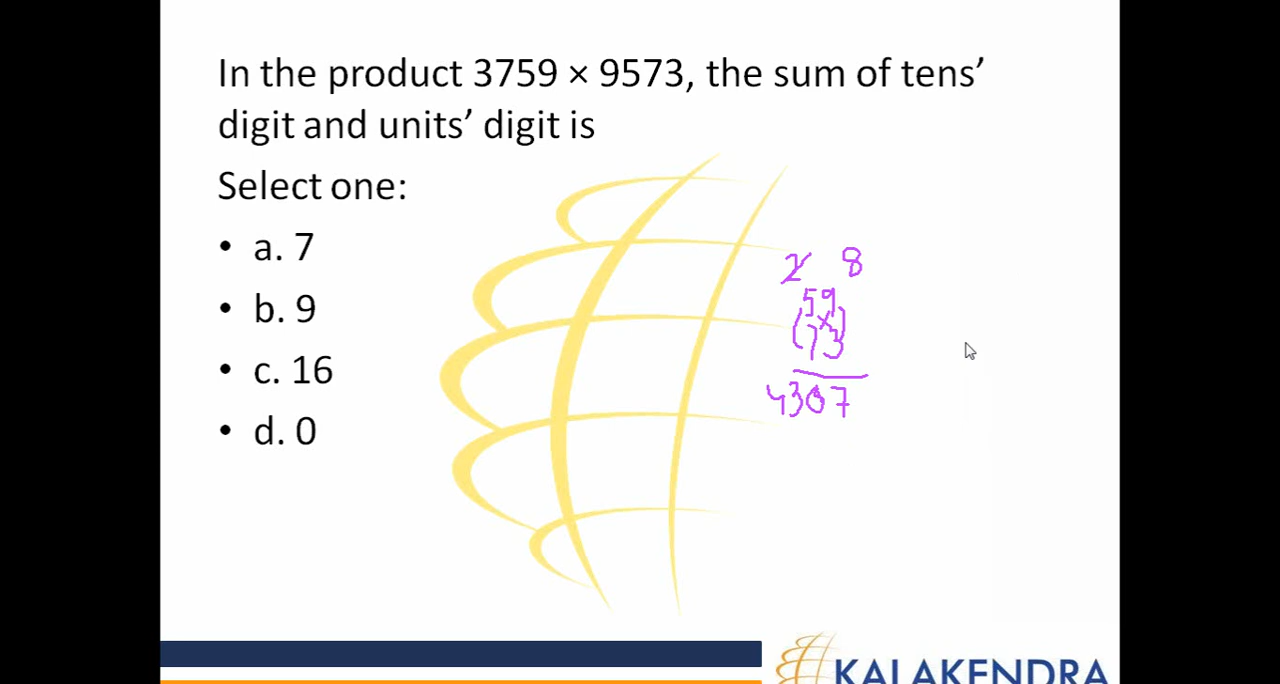 In the product 3759 × 9573, the sum of tens’
digit and units’ digit is
Select one:
• a. 7
• b. 9
• c. 16
• d. 0
2 8
59
73
4307
KALAKENDRA